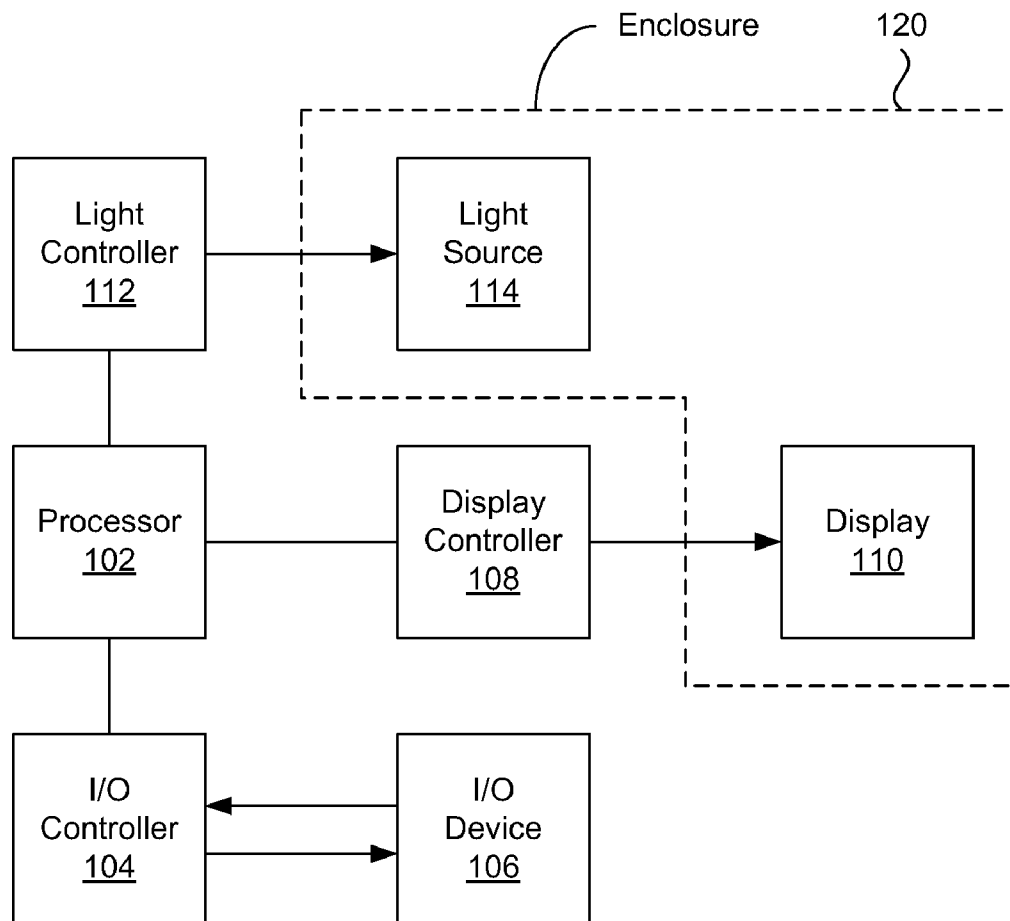 Enclosure
120
Light
Controller
112
Light
Source
114
Processor
102
Display
Controller
108
Display
110
I/O
Controller
104
I/O
Device
106